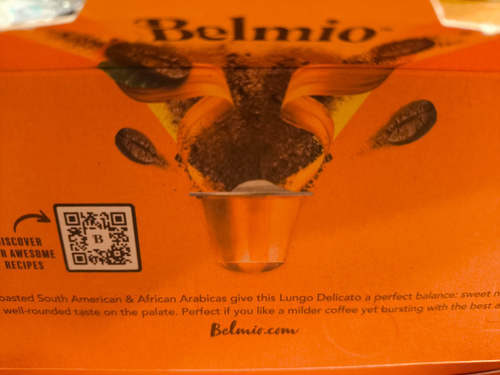 Belmio
DISCOVER
R AWESOME
RECIPES
B
oasted South American & African Arabicas give this Lungo Delicato a perfect balance: sweet n
well-rounded taste on the palate. Perfect if you like a milder coffee yet bursting with the best a
Belmio.com